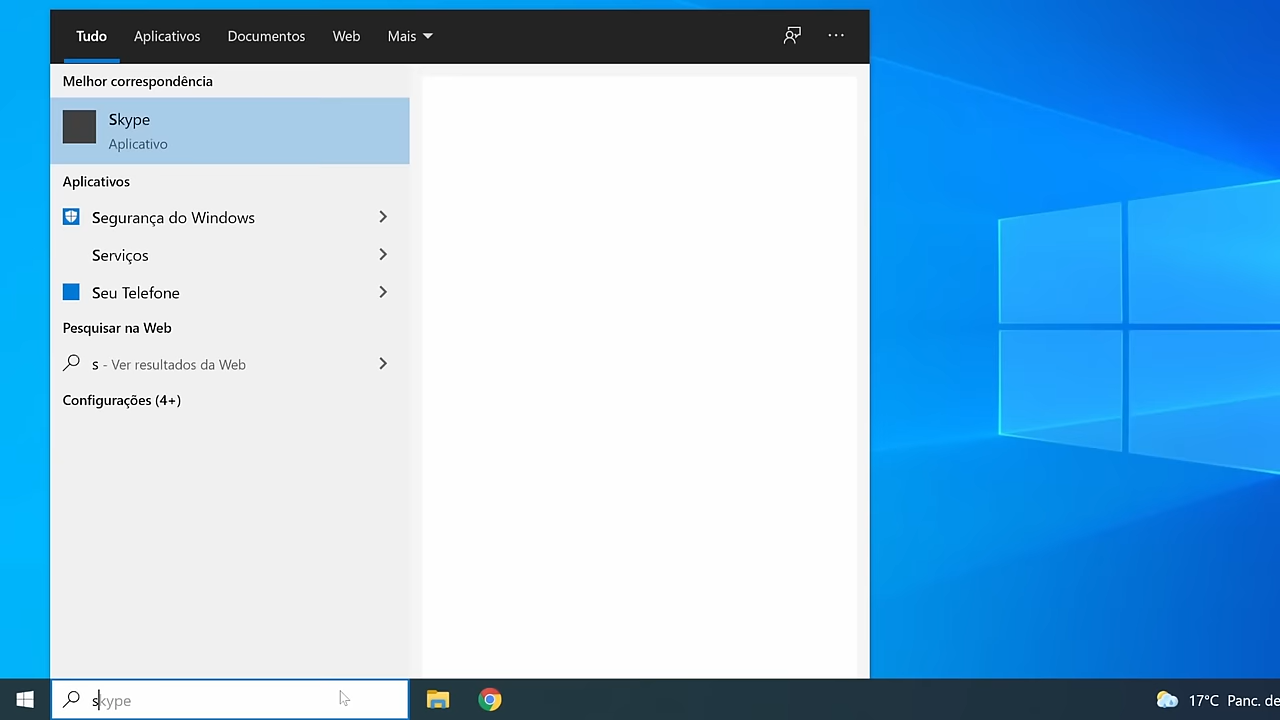 Tudo Aplicativos Documentos Web Mais
Melhor correspondência
Skype
Aplicativo
Aplicativos
Segurança do Windows
Serviços
Seu Telefone
Pesquisar na Web
s - Ver resultados da Web
Configurações (4+)
skype
17°C Panc. de